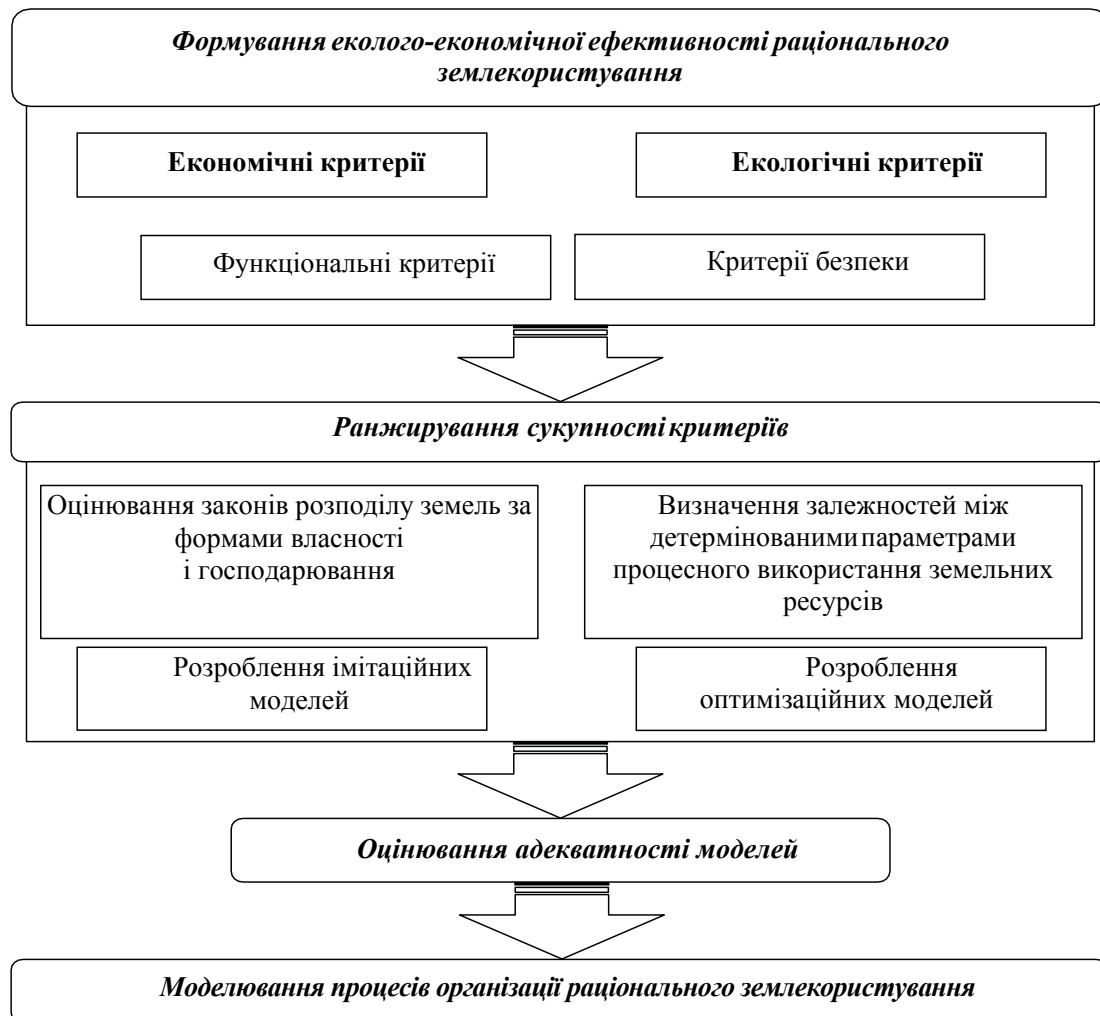 Формування еколого-економічної ефективності раціонального
землекористування
Економічні критерії
Екологічні критерії
Функціональні критерії
Критерії безпеки
Ранжирування сукупності критеріїв
Оцінювання законів розподілу земель за
формами власності
і господарювання
Визначення залежностей між
детермінованими параметрами
процесного використання земельних
ресурсів
Розроблення імітаційних
моделей
Розроблення
оптимізаційних моделей
Оцінювання адекватності моделей
Моделювання процесів організації раціонального землекористування